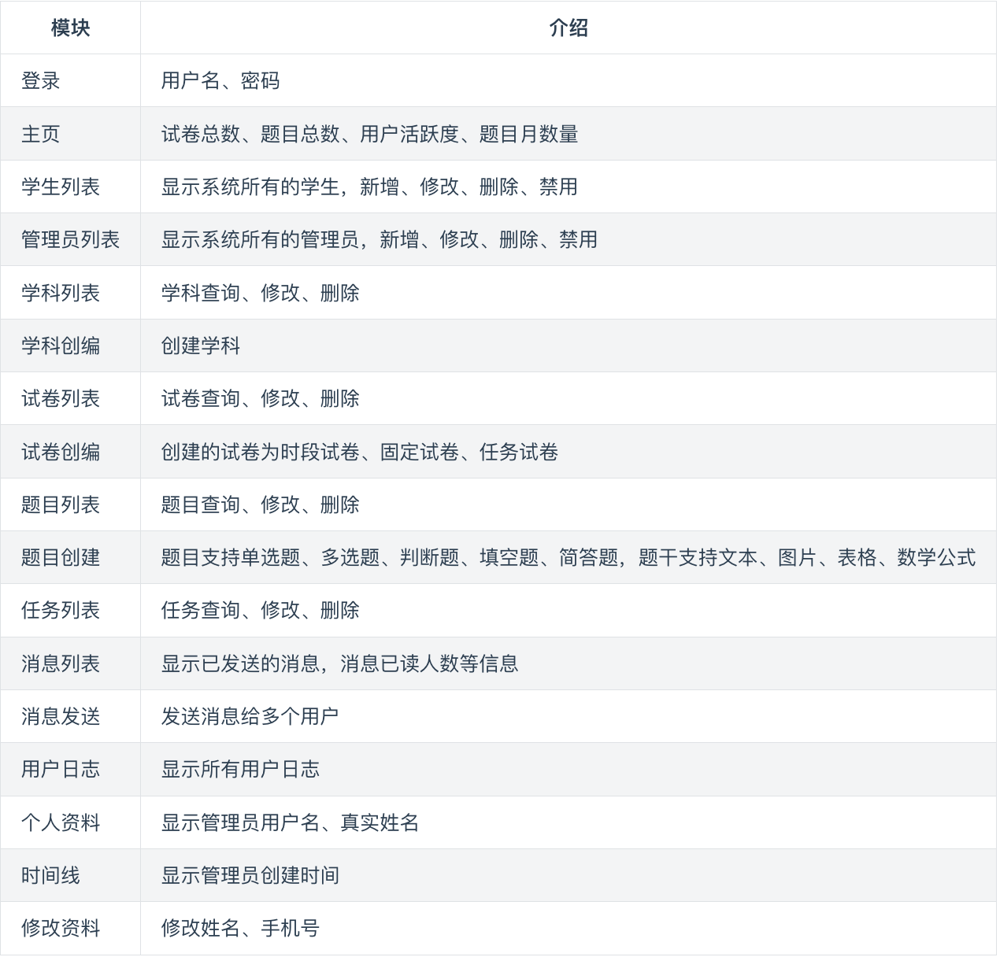 模块 介绍
登录 用户名、密码
主页 试卷总数、题目总数、用户活跃度、题目月数量
学生列表 显示系统所有的学生，新增、修改、删除、禁用
管理员列表 显示系统所有的管理员，新增、修改、删除、禁用
学科列表 学科查询、修改、删除
学科创编 创建学科
试卷列表 试卷查询、修改、删除
试卷创编 创建的试卷为时段试卷、固定试卷、任务试卷
题目列表 题目查询、修改、删除
题目创建 题目支持单选题、多选题、判断题、填空题、简答题，题干支持文本、图片、表格、数学公式
任务列表 任务查询、修改、删除
消息列表 显示已发送的消息，消息已读人数等信息
消息发送 发送消息给多个用户
用户日志 显示所有用户日志
个人资料 显示管理员用户名、真实姓名
时间线 显示管理员创建时间
修改资料 修改姓名、手机号